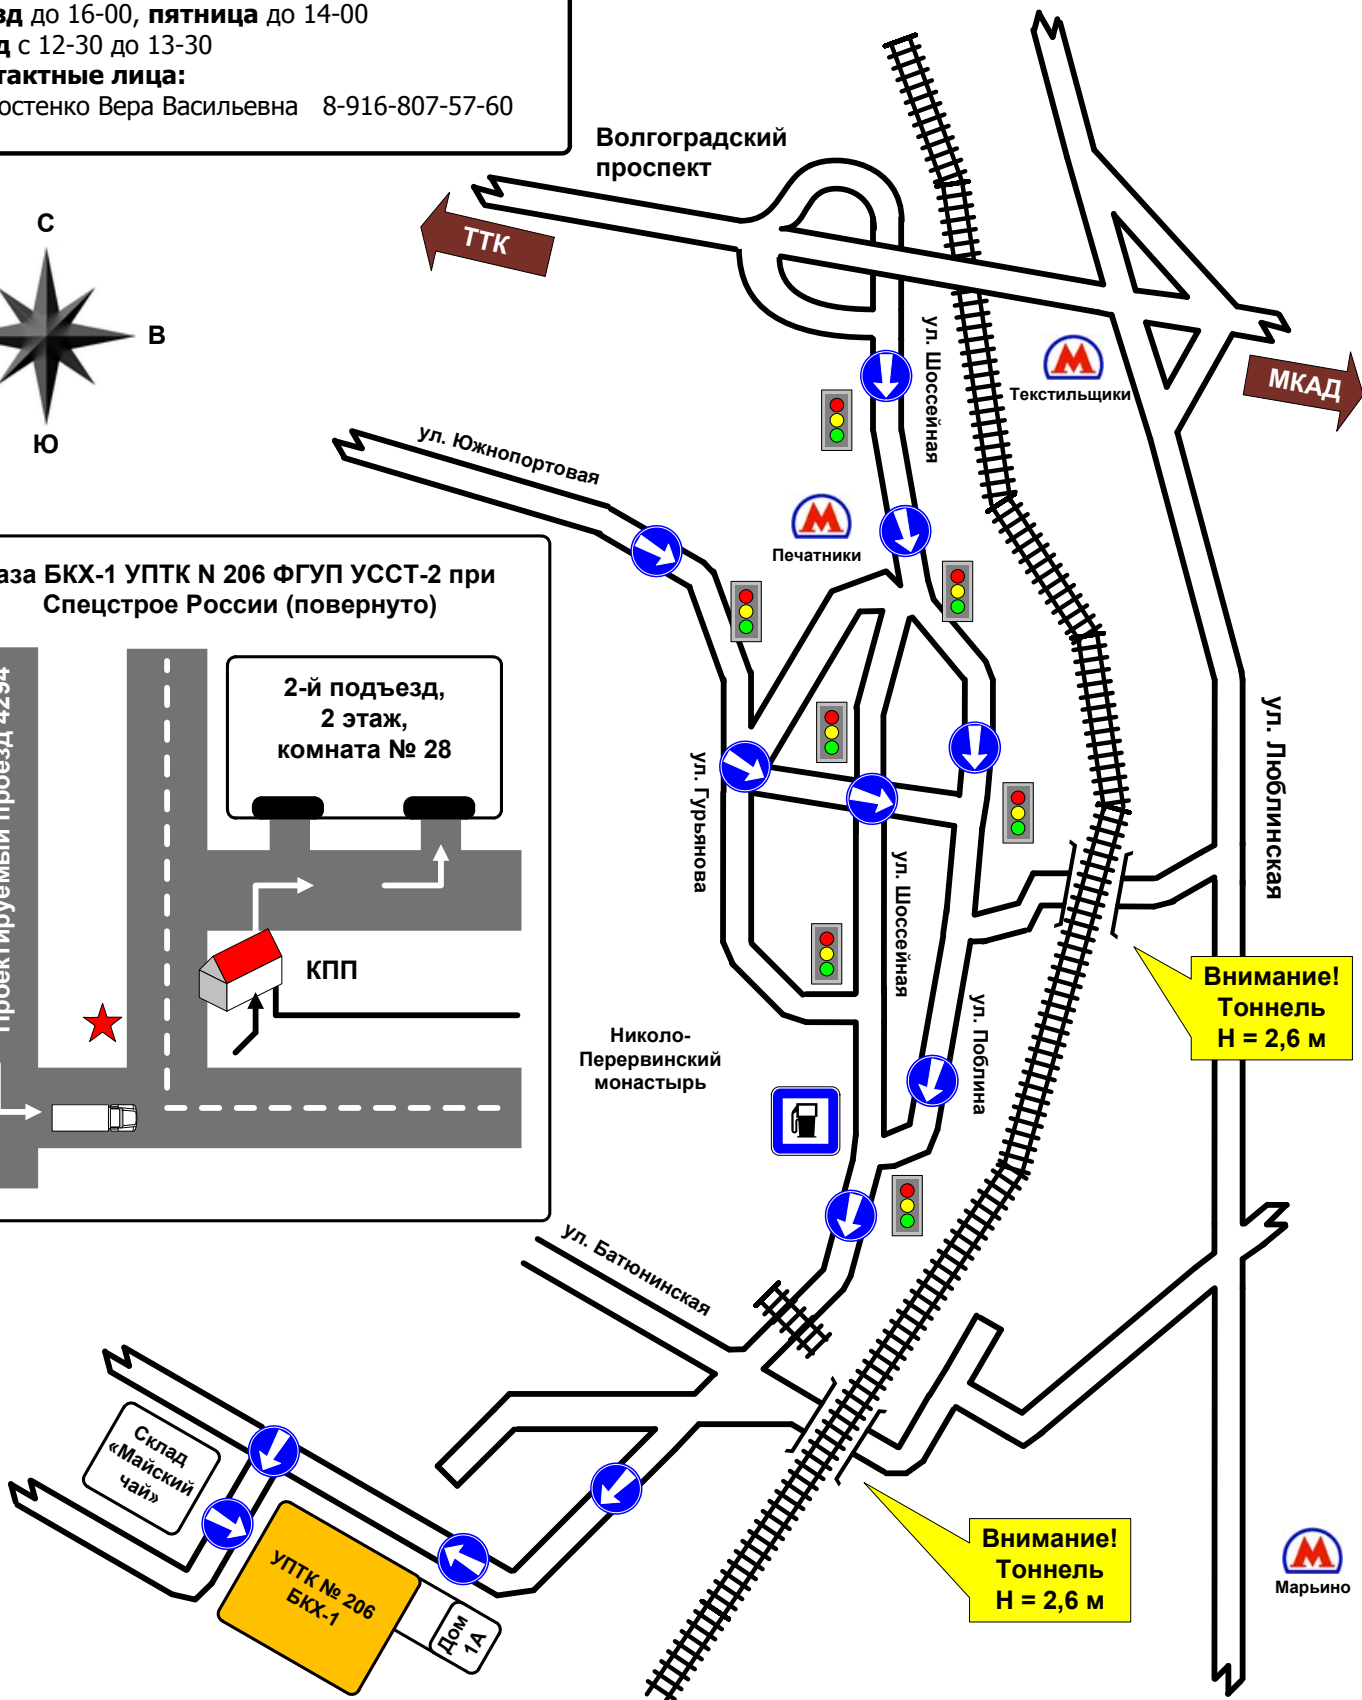 зд до 16-00, пятница до 14-00
д с 12-30 до 13-30
тактные лица:
остенко Вера Васильевна 8-916-807-57-60
Волгоградский
проспект
ТТК
С
В
Ю
ул. Шоссейная
М
Текстильщики
МКАД
ул. Южнопортовая
М
Печатники
аза БКХ-1 УПТК N 206 ФГУП УССТ-2 при
Спецстрое России (повернуто)
Проектируемый проезд 4294
2-й подъезд,
2 этаж,
комната № 28
КПП
ул. Гурьянова
ул. Шоссейная
ул. Люблинская
Внимание!
Тоннель
Н = 2,6 м
ул. Поблина
Николо-
Перервинский
монастырь
ул. Батюнинская
Склад
«Майский
чай»
УПТК № 206
БКХ-1
Дом
1А
Внимание!
Тоннель
Н = 2,6 м
М
Марьино